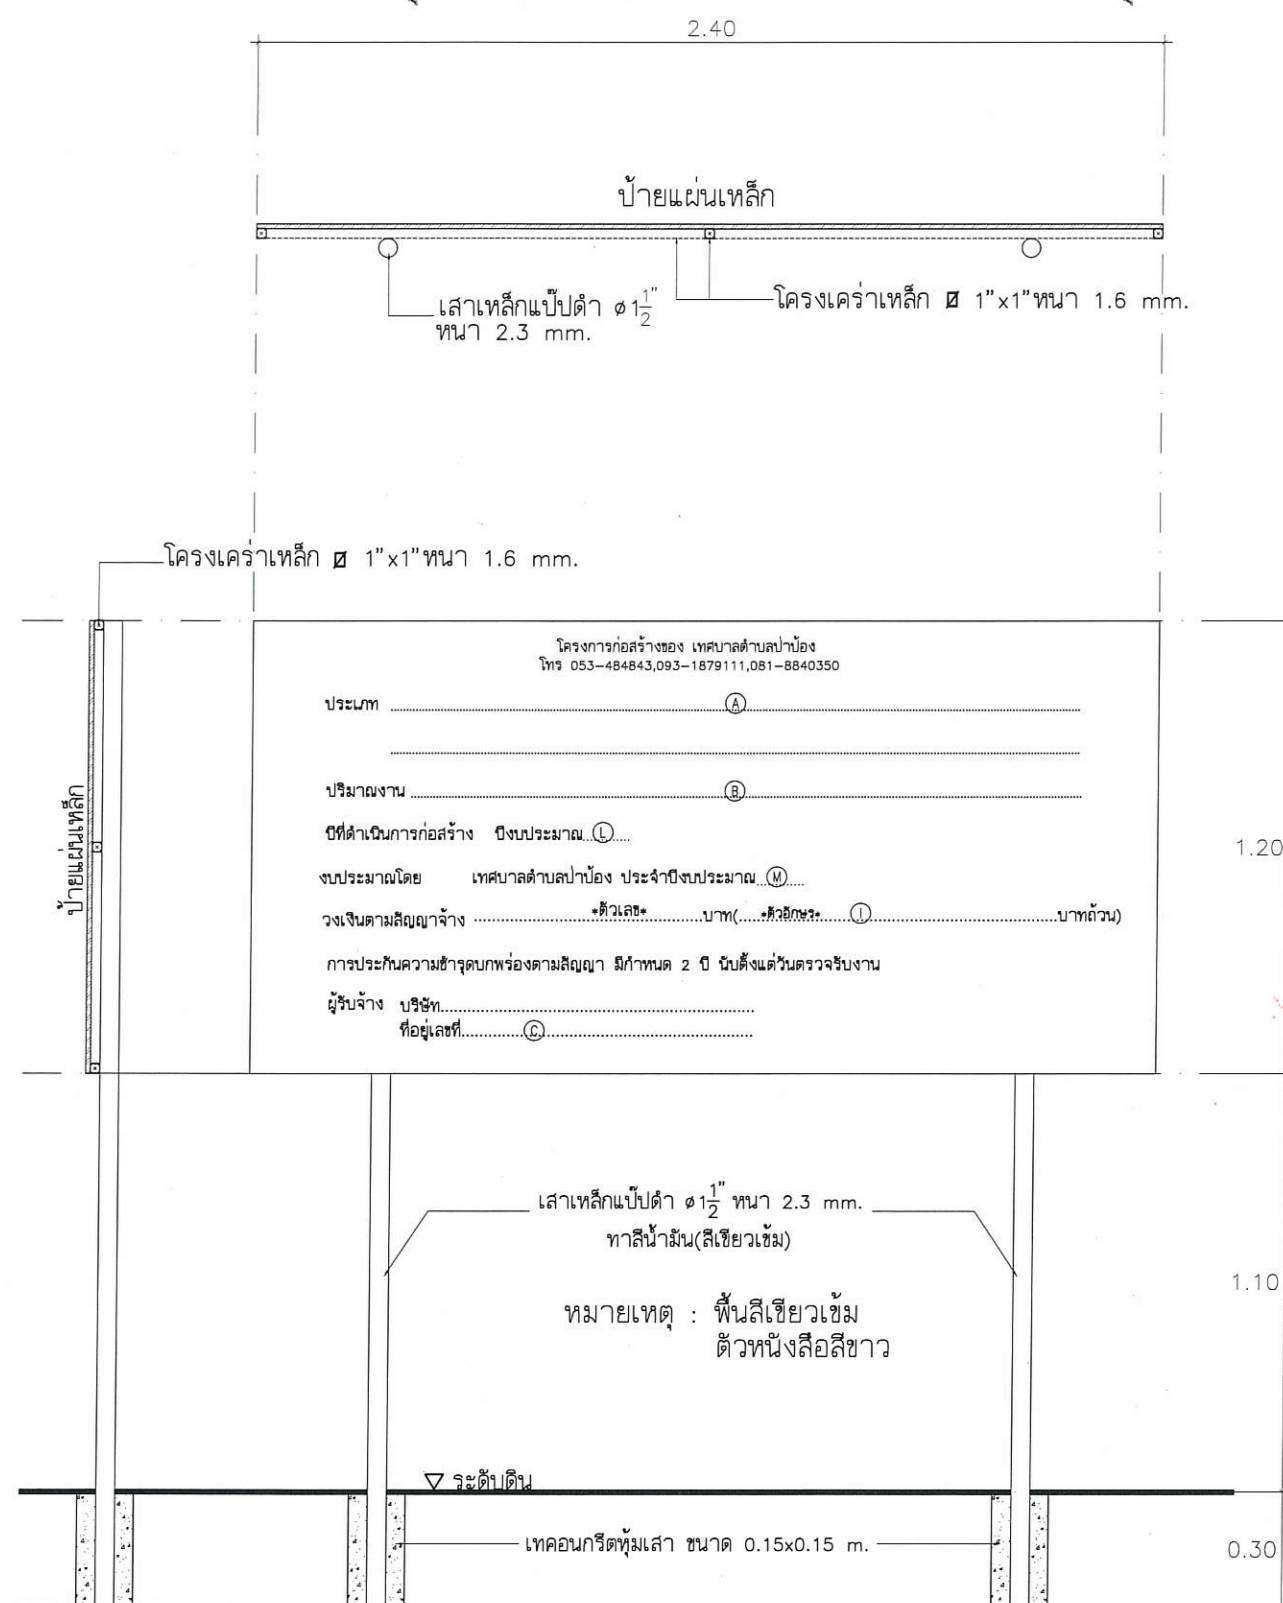 2.40
ป้ายแผ่นเหล็ก
เสาเหล็กแป๊ปดำ ø1 1/2"
หนา 2.3 mm.
โครงเคร่าเหล็ก 1"x1"หนา 1.6 mm.
โครงเคร่าเหล็ก 1"x1"หนา 1.6 mm.
โครงการก่อสร้างของ เทศบาลตำบลป่าป้อง
โทร 053-484843,093-1879111,081-8840350
ประเภท A
ปริมาณงาน B
ปีที่ดำเนินการก่อสร้าง ปีงบประมาณ L
งบประมาณโดย เทศบาลตำบลป่าป้อง ประจำปีงบประมาณ M
วงเงินตามสัญญาจ้าง *ตัวเลข* บาท( *ตัวอักษร* I บาทถ้วน)
การประกันความชำรุดบกพร่องตามสัญญา มีกำหนด 2 ปี นับตั้งแต่วันตรวจรับงาน
ผู้รับจ้าง บริษัท
ที่อยู่เลขที่ C
ป้ายแผ่นเหล็ก
1.20
เสาเหล็กแป๊ปดำ ø1 1/2" หนา 2.3 mm.
ทาสีน้ำมัน(สีเขียวเข้ม)
1.10
หมายเหตุ : พื้นสีเขียวเข้ม
ตัวหนังสือสีขาว
ระดับดิน
เทคอนกรีตหุ้มเสา ขนาด 0.15x0.15 m.
0.30